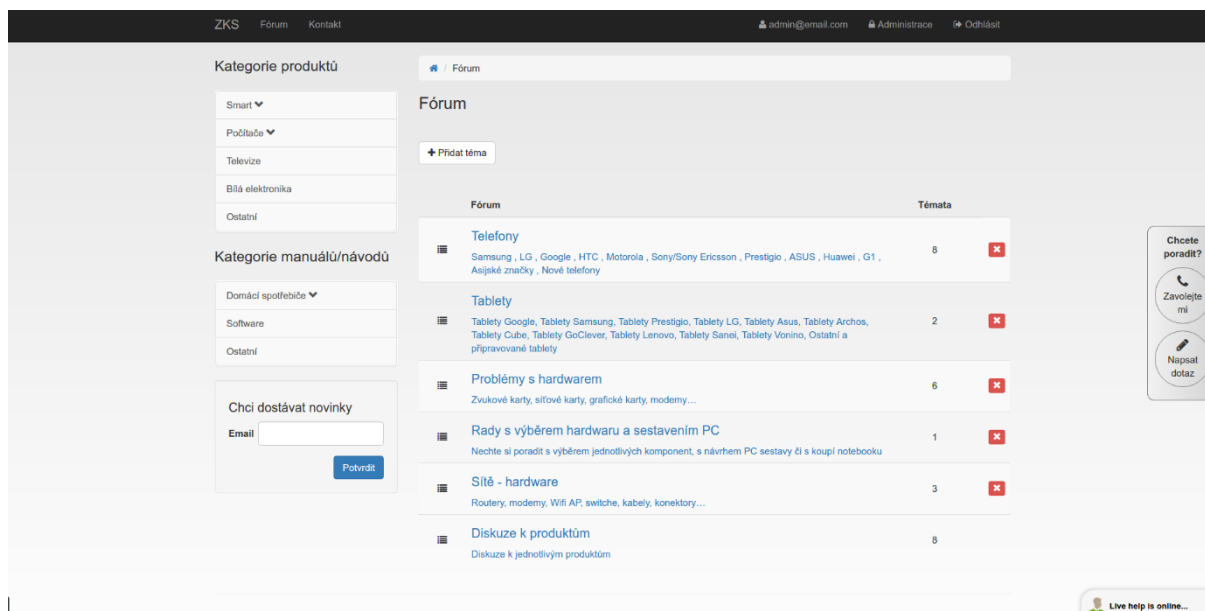 ZKS Fórum Kontakt admin@email.com Administrace Odhlásit
Kategorie produktů
Smart
Počítače
Televize
Bílá elektronika
Ostatní
Kategorie manuálů/návodů
Domácí spotřebiče
Software
Ostatní
Chci dostávat novinky
Email
Potvrdit
/ Fórum
Fórum
Přidat téma
Fórum Témata
Telefony
Samsung , LG , Google , HTC , Motorola , Sony/Sony Ericsson , Prestigio , ASUS , Huawei , G1 ,
Asijské značky , Nové telefony
8
Tablety
Tablety Google, Tablety Samsung, Tablety Prestigio, Tablety LG, Tablety Asus, Tablety Archos,
Tablety Cube, Tablety GoClever, Tablety Lenovo, Tablety Sanei, Tablety Vonino, Ostatní a
připravované tablety
2
Problémy s hardwarem
Zvukové karty, síťové karty, grafické karty, modemy…
6
Rady s výběrem hardwaru a sestavením PC
Nechte si poradit s výběrem jednotlivých komponent, s návrhem PC sestavy či s koupí notebooku
1
Sítě - hardware
Routery, modemy, Wifi AP, switche, kabely, konektory…
3
Diskuze k produktům
Diskuze k jednotlivým produktům
8
Chcete
poradit?
Zavolejte
mi
Napsat
dotaz
Live help is online...